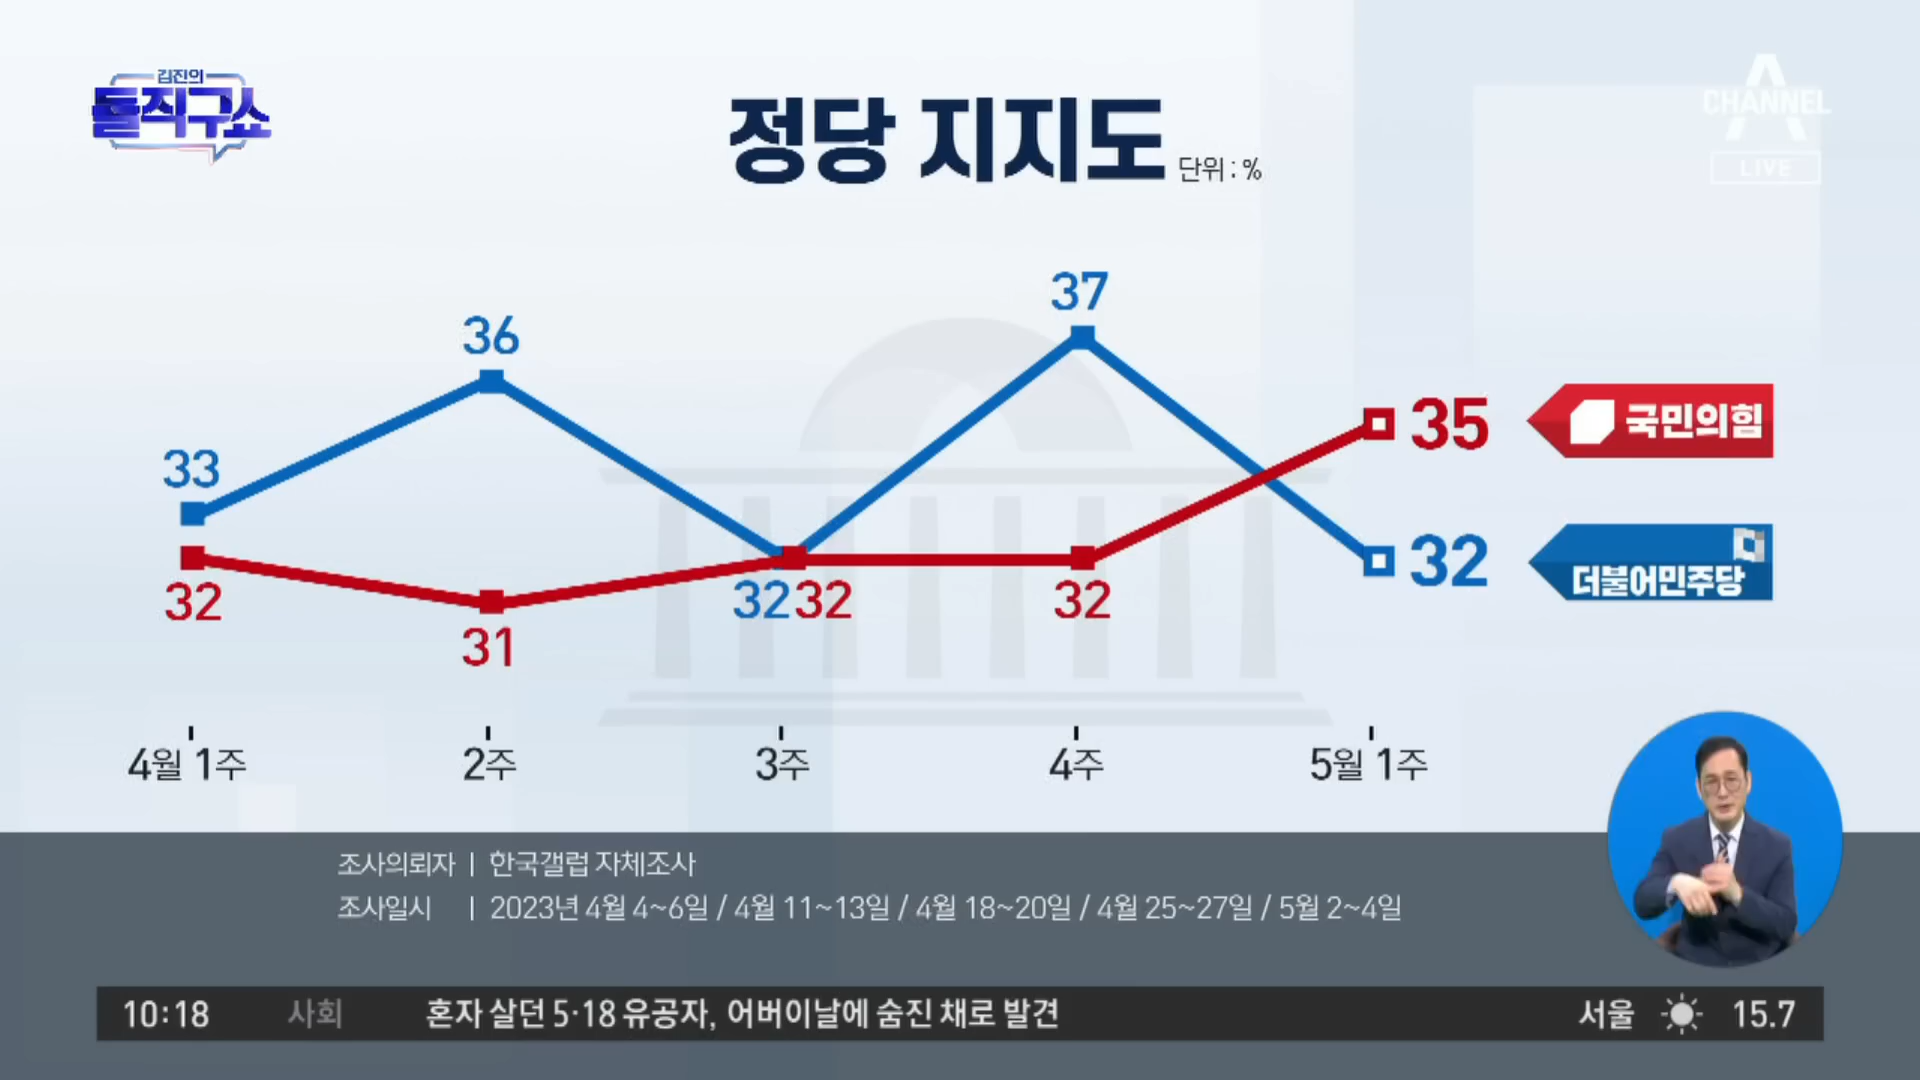 김진의
돌직구쇼
정당 지지도 단위 : %
CHANNEL A
LIVE
37
36
33
35 국민의힘
32 더불어민주당
32 31 32 32 32
4월 1주 2주 3주 4주 5월 1주
조사의뢰자 | 한국갤럽 자체조사
조사일시 | 2023년 4월 4~6일 / 4월 11~13일 / 4월 18~20일 / 4월 25~27일 / 5월 2~4일
10:18 사회 혼자 살던 5·18 유공자, 어버이날에 숨진 채로 발견 서울 15.7